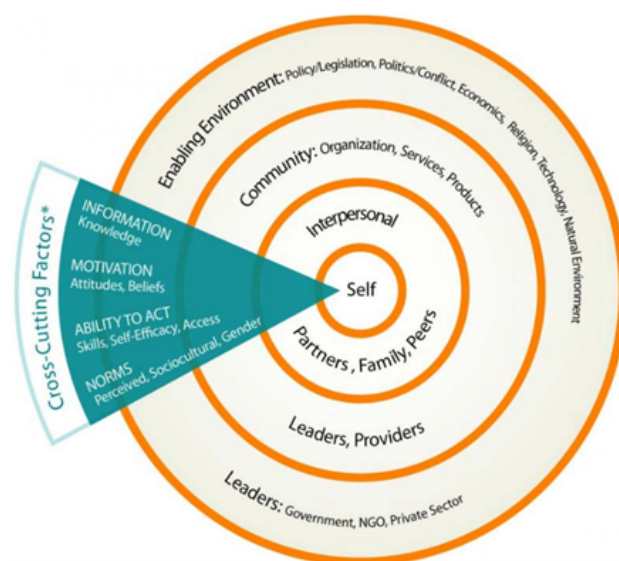 Enabling Environment: Policy/Legislation, Politics/Conflict, Economics, Religion, Technology, Natural Environment
Community: Organization, Services, Products
Interpersonal
Self
Partners , Family, Peers
Leaders, Providers
Leaders: Government, NGO, Private Sector
Cross-Cutting Factors*
INFORMATION
Knowledge
MOTIVATION
Attitudes, Beliefs
ABILITY TO ACT
Skills, Self-Efficacy, Access
NORMS
Perceived, Sociocultural, Gender